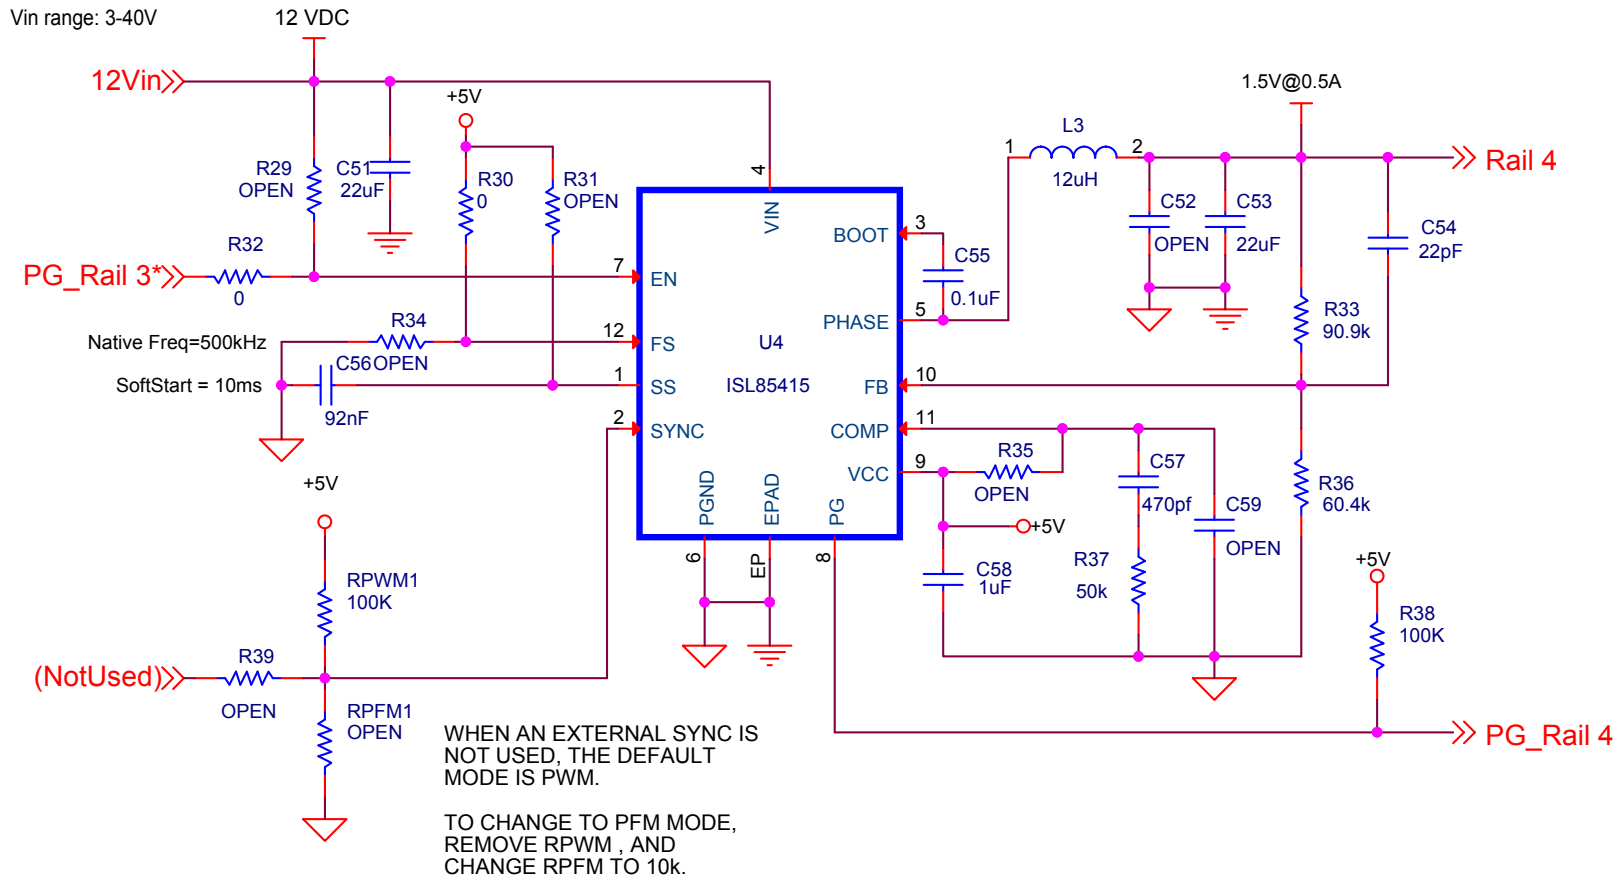 Vin range: 3-40V
12 VDC
12Vin
+5V
1.5V@0.5A
R29
OPEN
C51
22uF
R30
0
R31
OPEN
4
VIN
1
L3
2
12uH
Rail 4
C52
OPEN
C53
22uF
C54
22pF
BOOT
3
C55
0.1uF
R32
0
PG_Rail 3*
7
EN
PHASE
5
R33
90.9k
Native Freq=500kHz
R34
OPEN
12
FS
U4
SoftStart = 10ms
C56
92nF
1
SS
ISL85415
FB
10
2
SYNC
COMP
11
VCC
9
R35
OPEN
C57
470pf
C59
OPEN
R36
60.4k
PGND
EPAD
PG
6
EP
8
+5V
+5V
C58
1uF
R37
50k
+5V
RPWM1
100K
R38
100K
(NotUsed)
R39
OPEN
RPFM1
OPEN
PG_Rail 4
WHEN AN EXTERNAL SYNC IS
NOT USED, THE DEFAULT
MODE IS PWM.
TO CHANGE TO PFM MODE,
REMOVE RPWM , AND
CHANGE RPFM TO 10k.